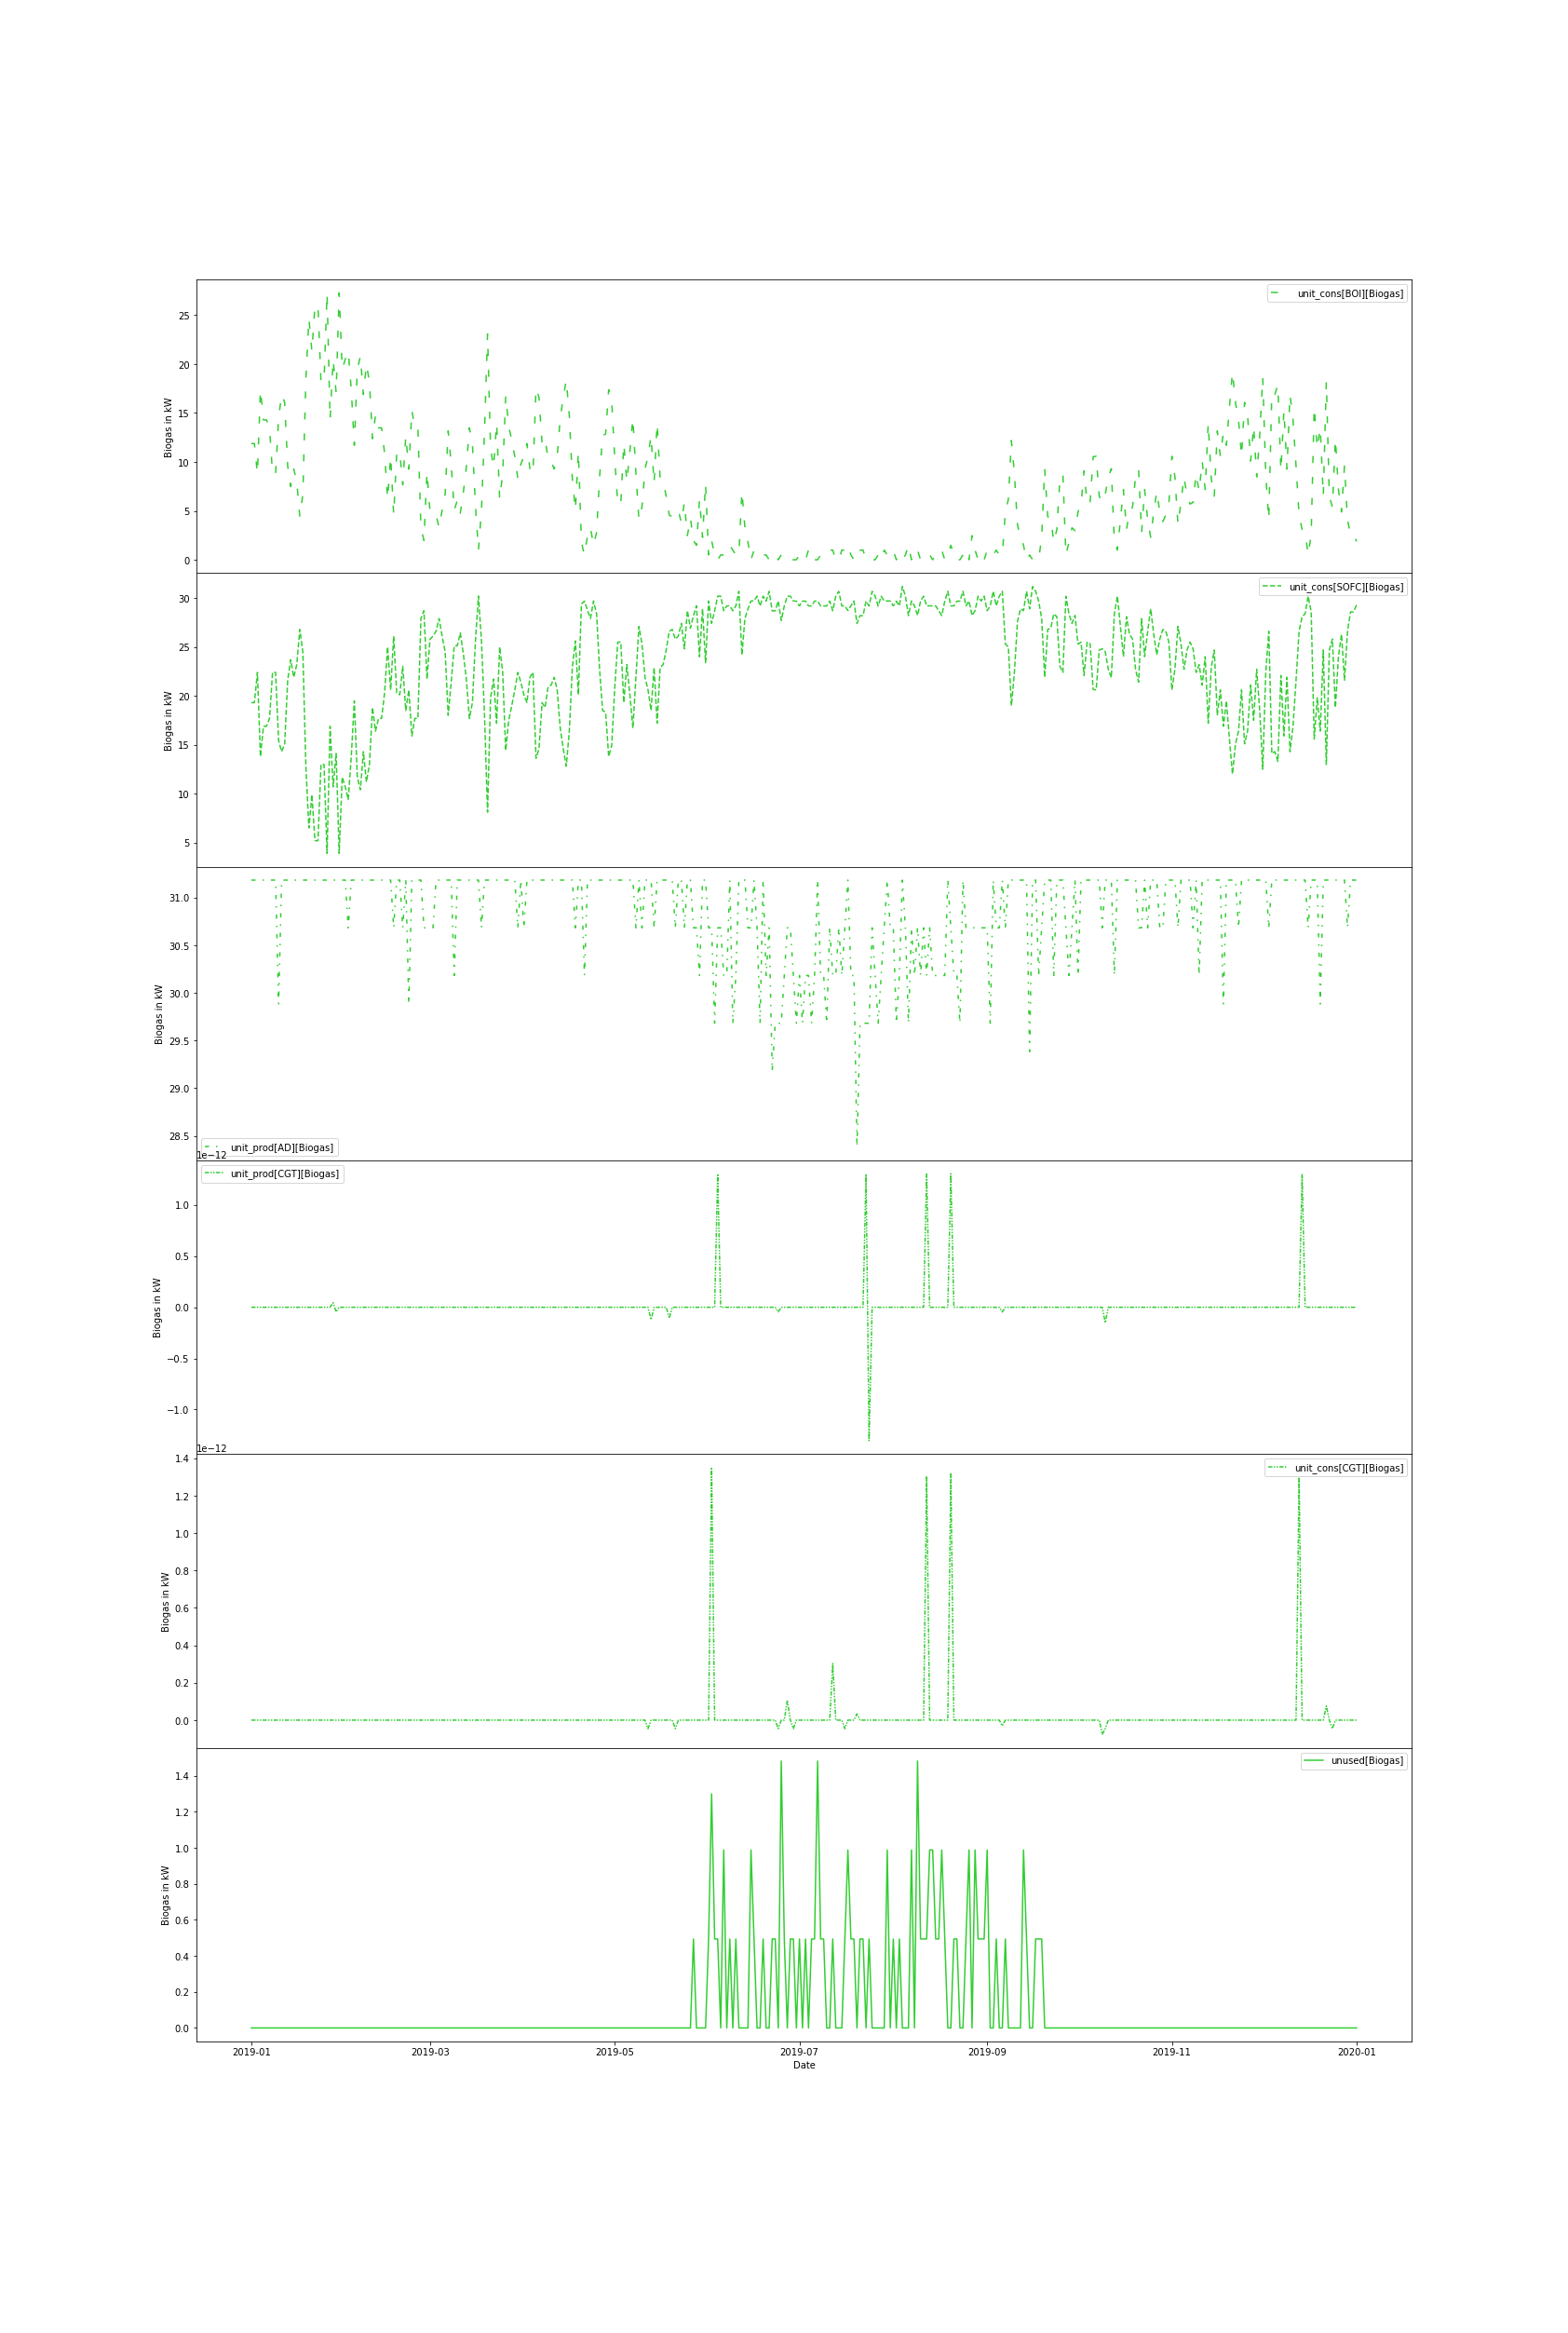 unit_cons[BOI][Biogas]
25
20
15
10
5
0
Biogas in kW
unit_cons[SOFC][Biogas]
30
25
20
15
10
5
Biogas in kW
31.0
30.5
30.0
29.5
29.0
28.5
Biogas in kW
unit_prod[AD][Biogas]
1e−12
unit_prod[CGT][Biogas]
1.0
0.5
0.0
−0.5
−1.0
Biogas in kW
1e−12
unit_cons[CGT][Biogas]
1.4
1.2
1.0
0.8
0.6
0.4
0.2
0.0
Biogas in kW
unused[Biogas]
1.4
1.2
1.0
0.8
0.6
0.4
0.2
0.0
Biogas in kW
2019-01 2019-03 2019-05 2019-07 2019-09 2019-11 2020-01
Date